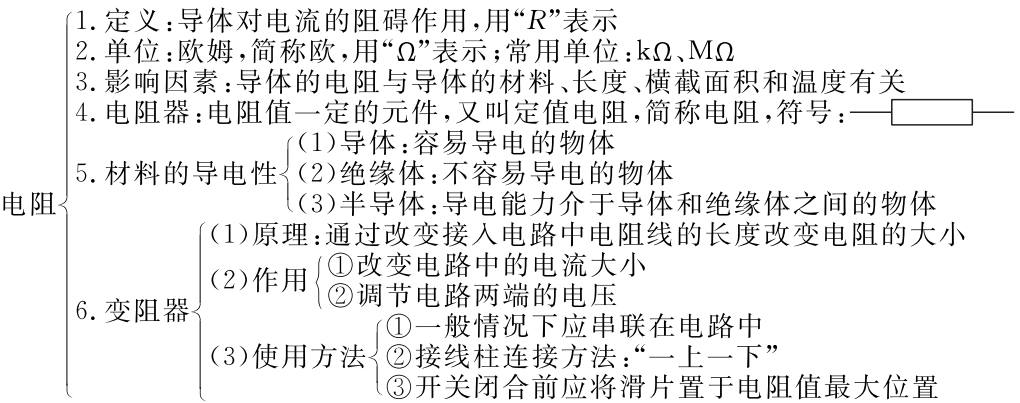 电阻
1. 定义:导体对电流的阻碍作用,用“R”表示
2. 单位:欧姆,简称欧,用“Ω”表示;常用单位:kΩ、MΩ
3. 影响因素:导体的电阻与导体的材料、长度、横截面积和温度有关
4. 电阻器:电阻值一定的元件,又叫定值电阻,简称电阻,符号:
5. 材料的导电性
(1)导体:容易导电的物体
(2)绝缘体:不容易导电的物体
(3)半导体:导电能力介于导体和绝缘体之间的物体
6. 变阻器
(1)原理:通过改变接入电路中电阻线的长度改变电阻的大小
(2)作用
①改变电路中的电流大小
②调节电路两端的电压
(3)使用方法
①一般情况下应串联在电路中
②接线柱连接方法:“一上一下”
③开关闭合前应将滑片置于电阻值最大位置